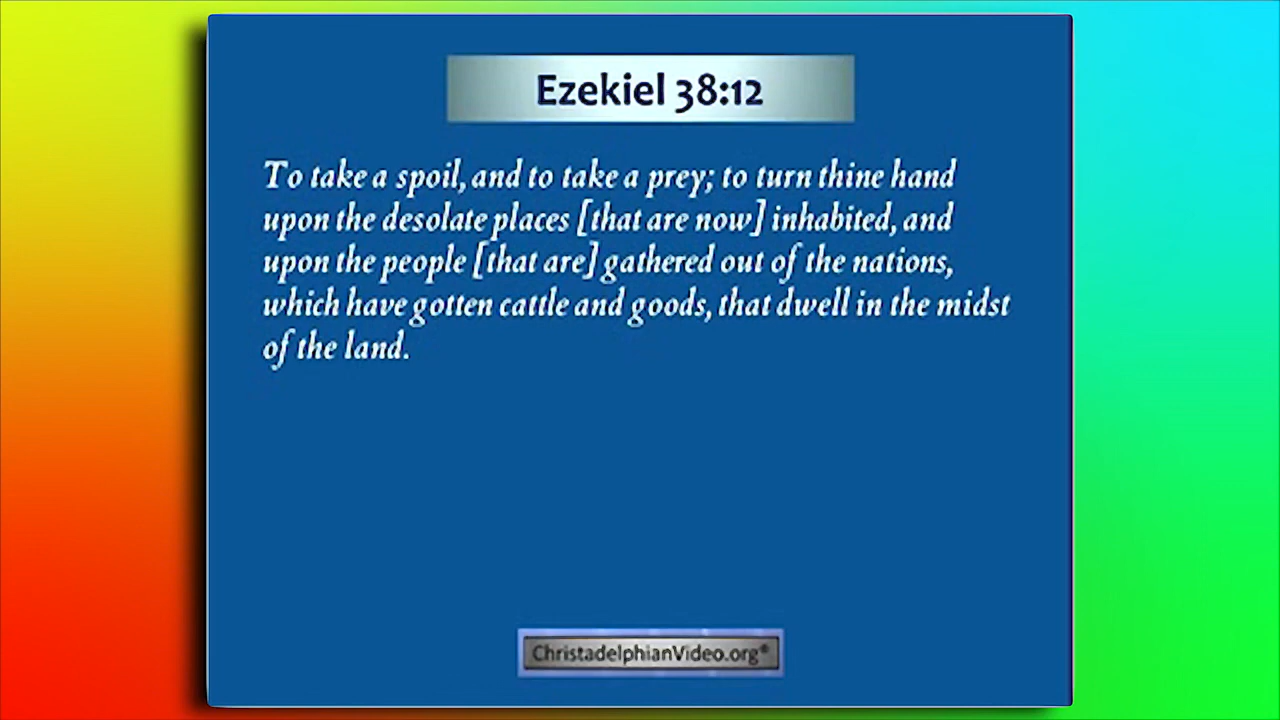 Ezekiel 38:12
To take a spoil, and to take a prey; to turn thine hand
upon the desolate places [that are now] inhabited, and
upon the people [that are] gathered out of the nations,
which have gotten cattle and goods, that dwell in the midst
of the land.
ChristadelphianVideo.org®